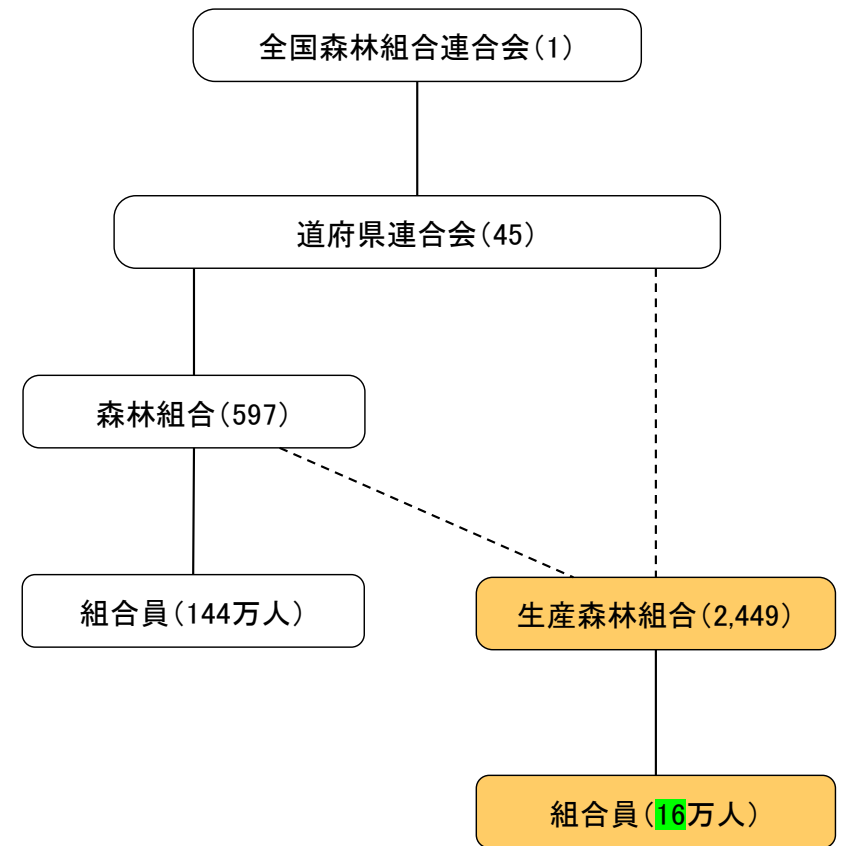 全国森林組合連合会(1)
道府県連合会(45)
森林組合(597)
組合員(144万人)
生産森林組合(2,449)
組合員(16万人)